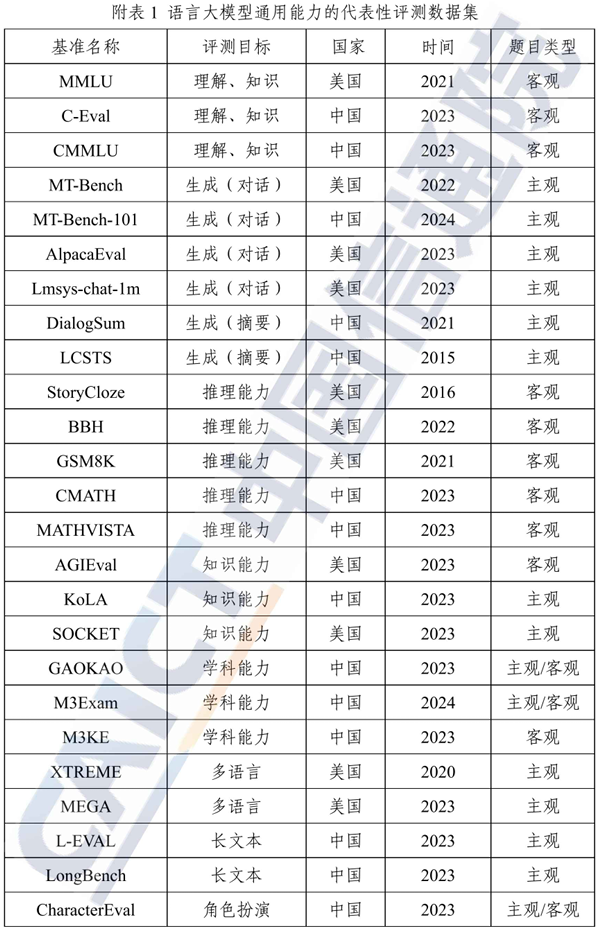 附表 1 语言大模型通用能力的代表性评测数据集
基准名称 评测目标 国家 时间 题目类型
MMLU 理解、知识 美国 2021 客观
C-Eval 理解、知识 中国 2023 客观
CMMLU 理解、知识 中国 2023 客观
MT-Bench 生成（对话） 美国 2022 主观
MT-Bench-101 生成（对话） 中国 2024 主观
AlpacaEval 生成（对话） 美国 2023 主观
Lmsys-chat-1m 生成（对话） 美国 2023 主观
DialogSum 生成（摘要） 中国 2021 主观
LCSTS 生成（摘要） 中国 2015 主观
StoryCloze 推理能力 美国 2016 客观
BBH 推理能力 美国 2022 客观
GSM8K 推理能力 美国 2021 客观
CMATH 推理能力 中国 2023 客观
MATHVISTA 推理能力 中国 2023 客观
AGIEval 知识能力 美国 2023 客观
KoLA 知识能力 中国 2023 主观
SOCKET 知识能力 美国 2023 主观
GAOKAO 学科能力 中国 2023 主观/客观
M3Exam 学科能力 中国 2024 主观/客观
M3KE 学科能力 中国 2023 客观
XTREME 多语言 美国 2020 主观
MEGA 多语言 美国 2023 主观
L-EVAL 长文本 中国 2023 主观
LongBench 长文本 中国 2023 主观
CharacterEval 角色扮演 中国 2023 主观/客观
CAICT 中国信通院